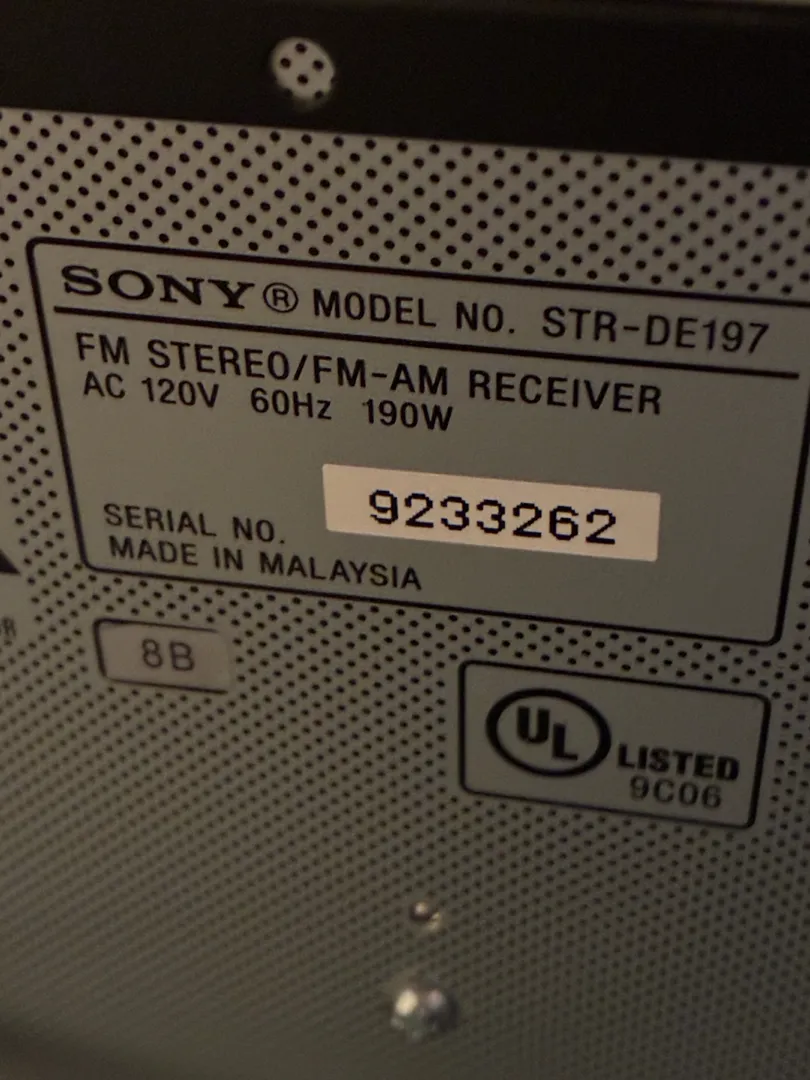 SONY® MODEL NO. STR-DE197
FM STEREO/FM-AM RECEIVER
AC 120V 60Hz 190W
SERIAL NO. 9233262
MADE IN MALAYSIA
8B
UL LISTED
9C06